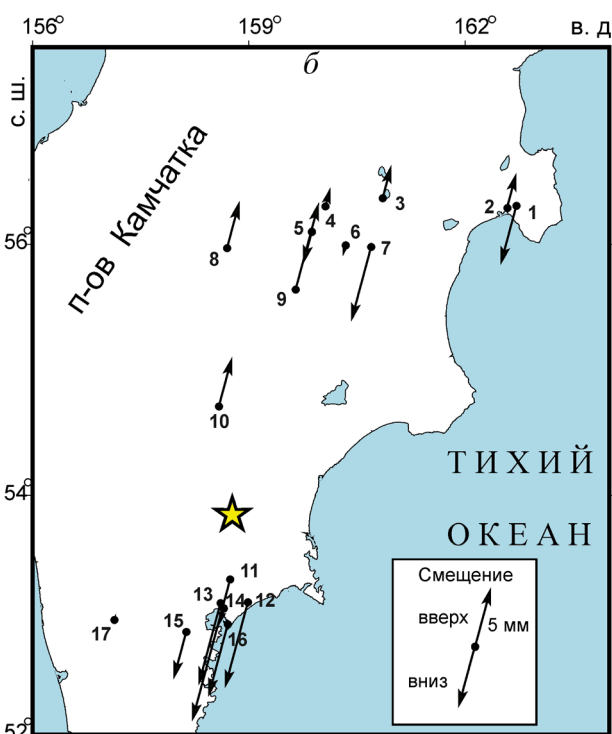 156° 159° 162° в. д
с. ш.
б
п-ов Камчатка
4
3
2 1
5 6
56°
8 7
9
10
ТИХИЙ
54°
ОКЕАН
11
Смещение
13 14 12
вверх 5 мм
15
17 16
вниз
52°